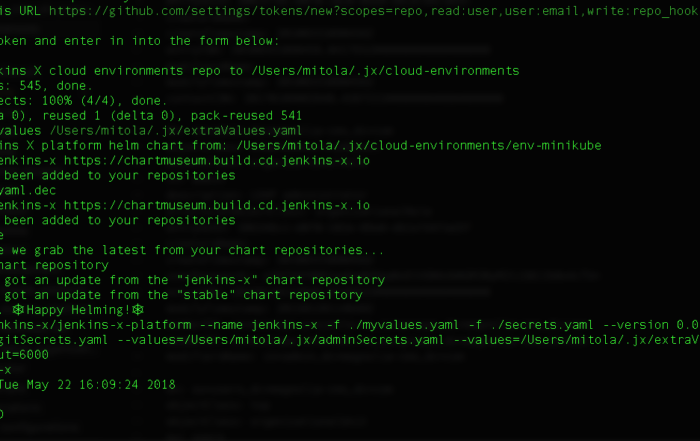 is URL https://github.com/settings/tokens/new?scopes=repo,read:user,user:email,write:repo_hook
oken and enter in into the form below:
kins X cloud environments repo to /Users/mitola/.jx/cloud-environments
s: 545, done.
ects: 100% (4/4), done.
a 0), reused 1 (delta 0), pack-reused 541
values /Users/mitola/.jx/extraValues.yaml
ins X platform helm chart from: /Users/mitola/.jx/cloud-environments/env-minikube
enkins-x https://chartmuseum.build.cd.jenkins-x.io
been added to your repositories
yaml.dec
enkins-x https://chartmuseum.build.cd.jenkins-x.io
been added to your repositories
e
e we grab the latest from your chart repositories...
hart repository
got an update from the "jenkins-x" chart repository
got an update from the "stable" chart repository
. ⎈Happy Helming!⎈
nkins-x/jenkins-x-platform --name jenkins-x -f ./myvalues.yaml -f ./secrets.yaml --version 0.0
gitSecrets.yaml --values=/Users/mitola/.jx/adminSecrets.yaml --values=/Users/mitola/.jx/extraV
ut=6000
-x
Tue May 22 16:09:24 2018